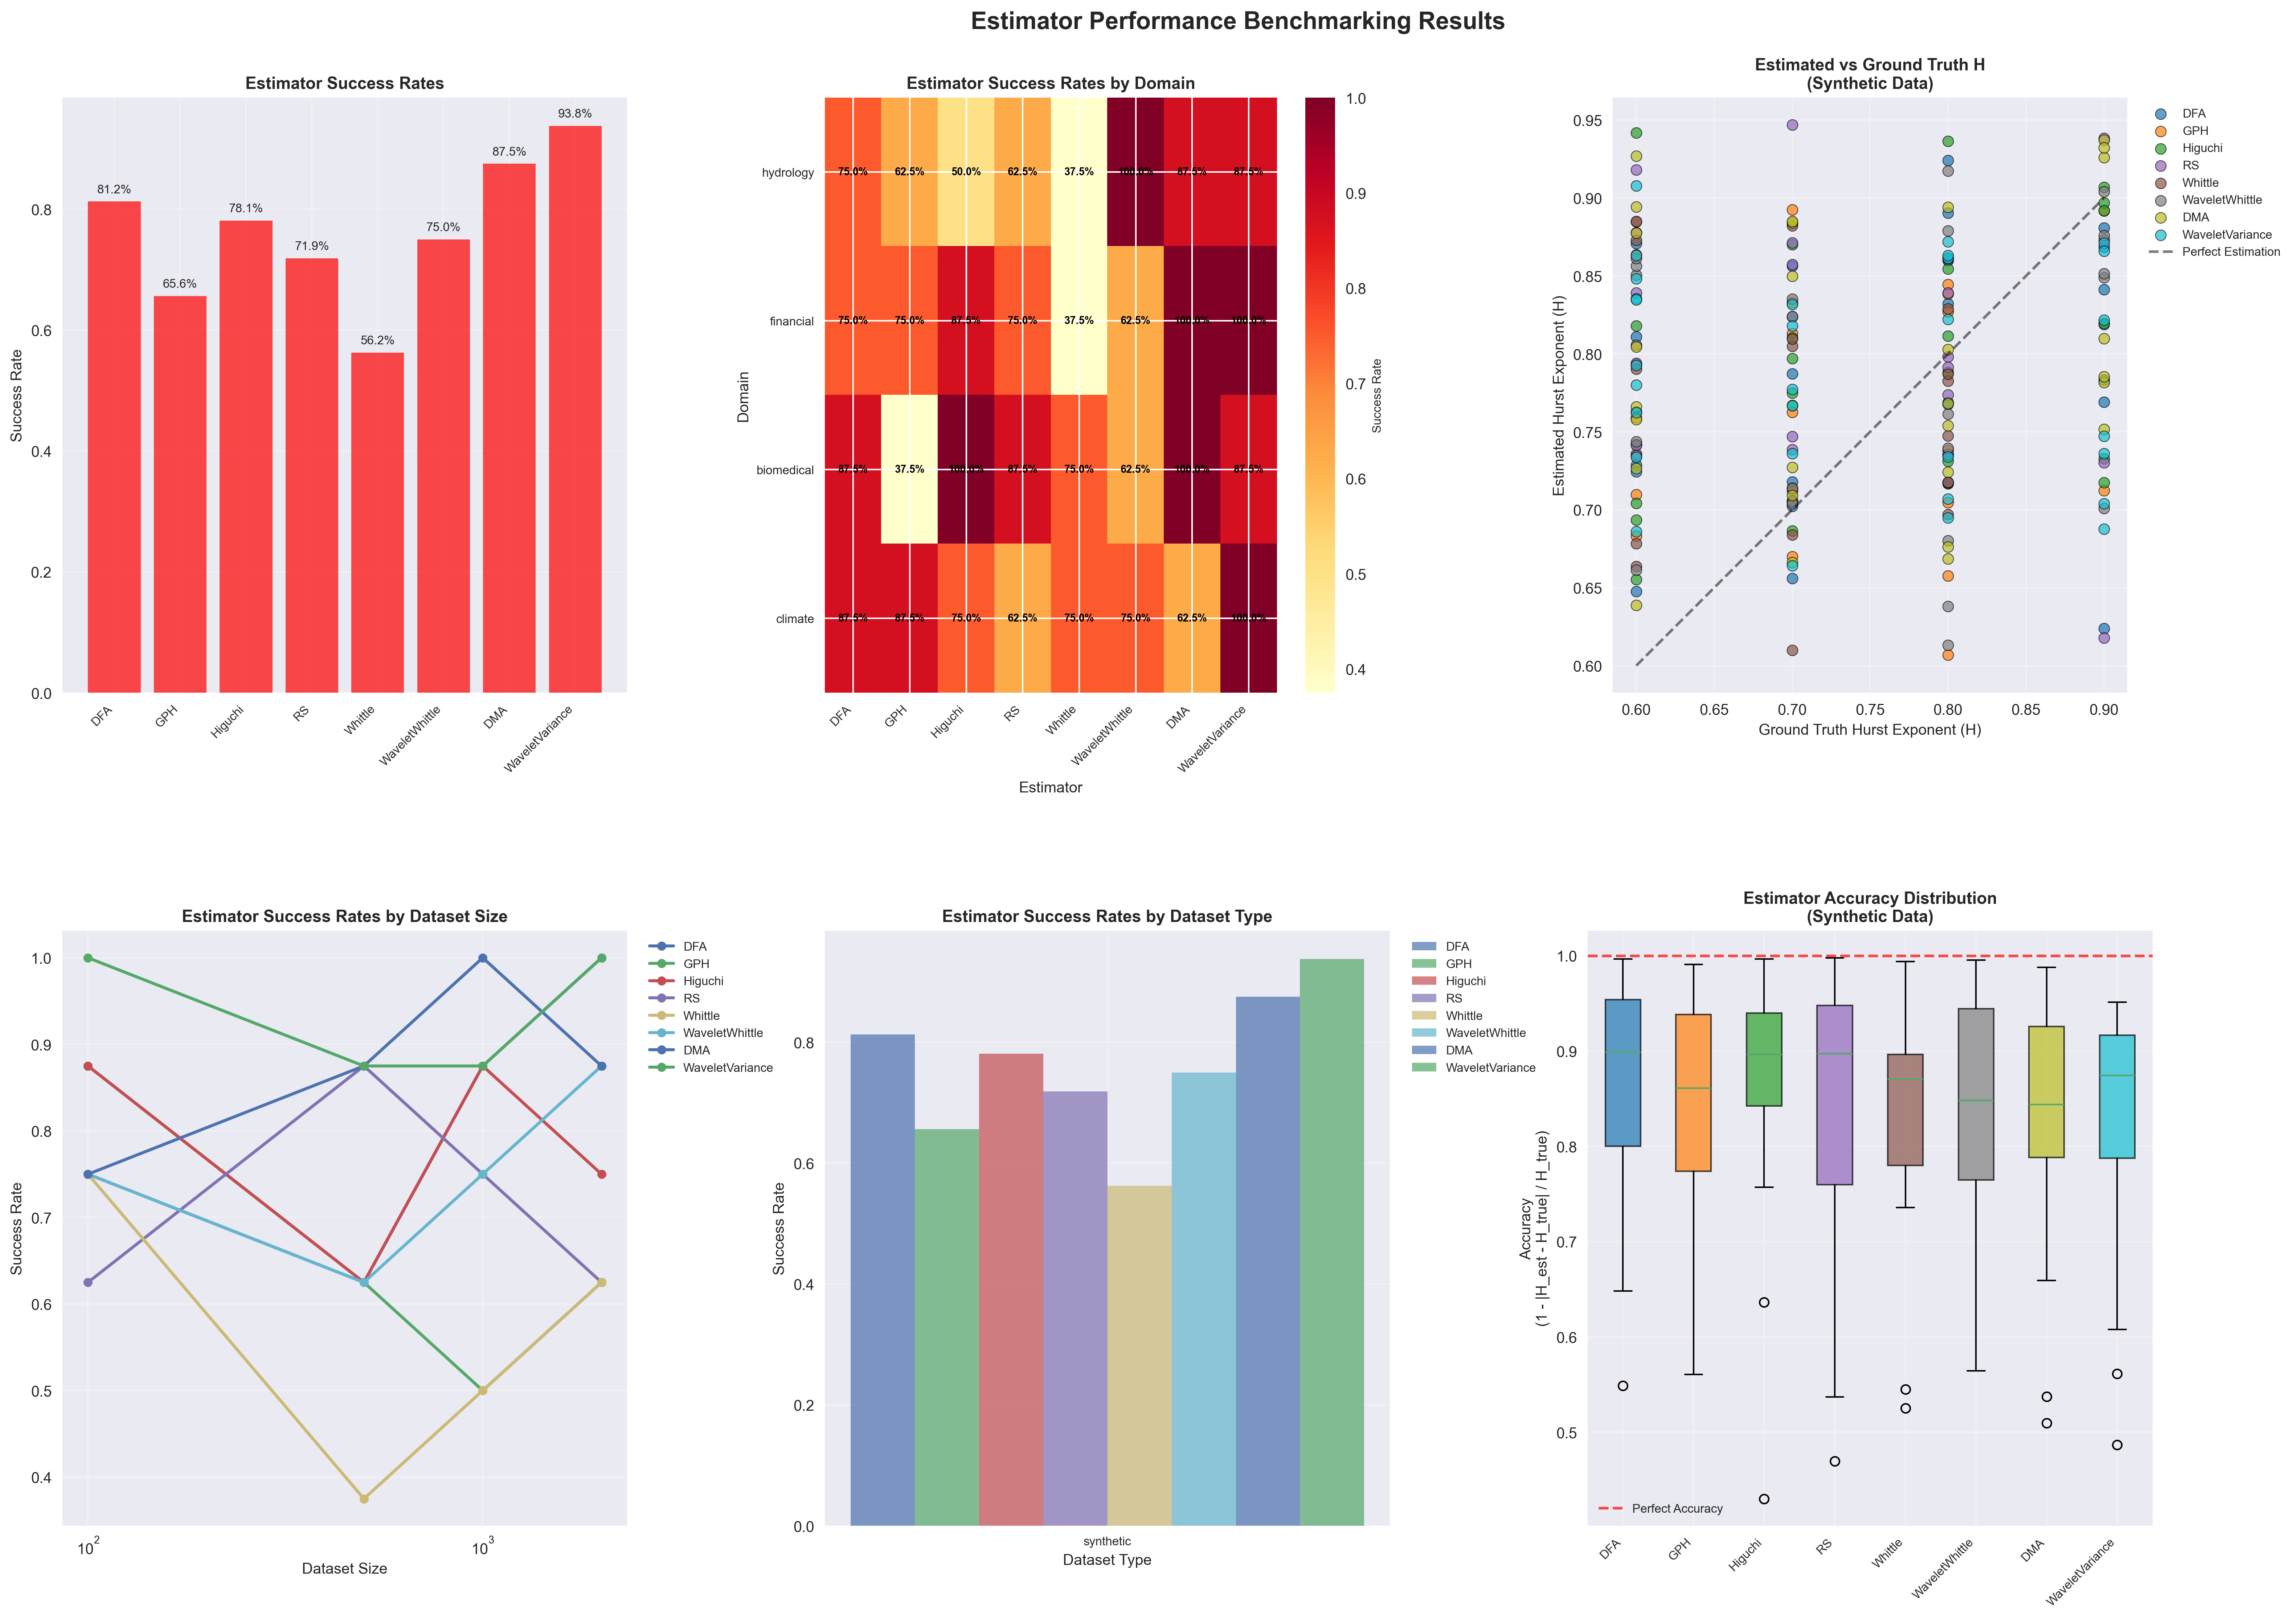 Estimator Performance Benchmarking Results
Estimator Success Rates
Success Rate
0.8
0.6
0.4
0.2
0.0
81.2%
65.6%
78.1%
71.9%
56.2%
75.0%
87.5%
93.8%
DFA
GPH
Higuchi
RS
Whittle
WaveletWhittle
DMA
WaveletVariance
Estimator Success Rates by Domain
Domain
hydrology
75.0% 62.5% 50.0% 62.5% 37.5% 100.0% 87.5% 87.5%
financial
75.0% 75.0% 87.5% 75.0% 37.5% 62.5% 100.0% 100.0%
biomedical
87.5% 37.5% 100.0% 87.5% 75.0% 62.5% 100.0% 87.5%
climate
87.5% 87.5% 75.0% 62.5% 75.0% 75.0% 62.5% 100.0%
DFA
GPH
Higuchi
RS
Whittle
WaveletWhittle
DMA
WaveletVariance
Estimator
1.0
0.9
0.8
0.7
0.6
0.5
0.4
Success Rate
Estimated vs Ground Truth H
(Synthetic Data)
Estimated Hurst Exponent (H)
0.95
0.90
0.85
0.80
0.75
0.70
0.65
0.60
0.60 0.65 0.70 0.75 0.80 0.85 0.90
Ground Truth Hurst Exponent (H)
DFA
GPH
Higuchi
RS
Whittle
WaveletWhittle
DMA
WaveletVariance
Perfect Estimation
Estimator Success Rates by Dataset Size
Success Rate
1.0
0.9
0.8
0.7
0.6
0.5
0.4
10² 10³
Dataset Size
DFA
GPH
Higuchi
RS
Whittle
WaveletWhittle
DMA
WaveletVariance
Estimator Success Rates by Dataset Type
Success Rate
0.8
0.6
0.4
0.2
0.0
synthetic
Dataset Type
DFA
GPH
Higuchi
RS
Whittle
WaveletWhittle
DMA
WaveletVariance
Estimator Accuracy Distribution
(Synthetic Data)
Accuracy
(1 - |H_est - H_true| / H_true)
1.0
0.9
0.8
0.7
0.6
0.5
Perfect Accuracy
DFA
GPH
Higuchi
RS
Whittle
WaveletWhittle
DMA
WaveletVariance